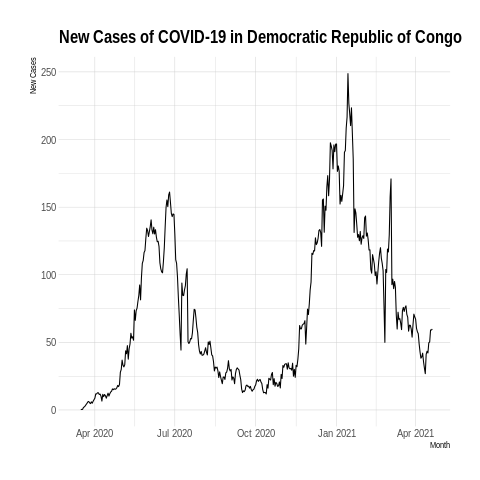 New Cases of COVID-19 in Democratic Republic of Congo
New Cases
250
200
150
100
50
0
Apr 2020 Jul 2020 Oct 2020 Jan 2021 Apr 2021
Month